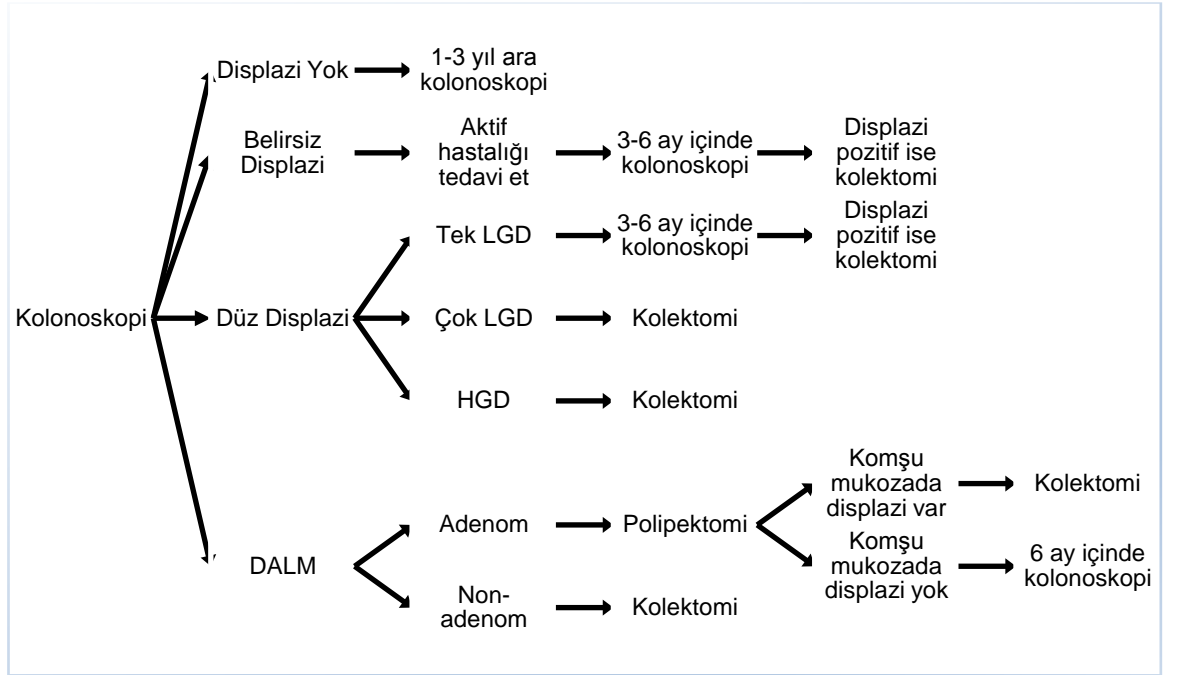 Displazi Yok
1-3 yıl ara
kolonoskopi
Belirsiz
Displazi
Aktif
hastalığı
tedavi et
3-6 ay içinde
kolonoskopi
Displazi
pozitif ise
kolektomi
Tek LGD
3-6 ay içinde
kolonoskopi
Displazi
pozitif ise
kolektomi
Kolonoskopi
Düz Displazi
Çok LGD
Kolektomi
HGD
Kolektomi
DALM
Adenom
Polipektomi
Komşu
mukozada
displazi var
Kolektomi
Komşu
mukozada
displazi yok
6 ay içinde
kolonoskopi
Non-
adenom
Kolektomi